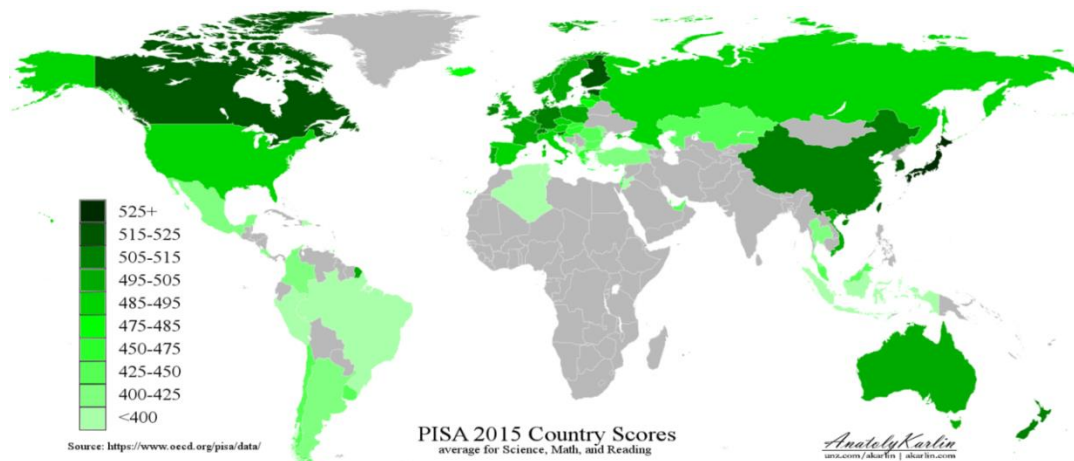 525+
515-525
505-515
495-505
485-495
475-485
450-475
425-450
400-425
<400
Source: https://www.oecd.org/pisa/data/
PISA 2015 Country Scores
average for Science, Math, and Reading
AnatolyKarlin
unz.com/akarlin | akarlin.com